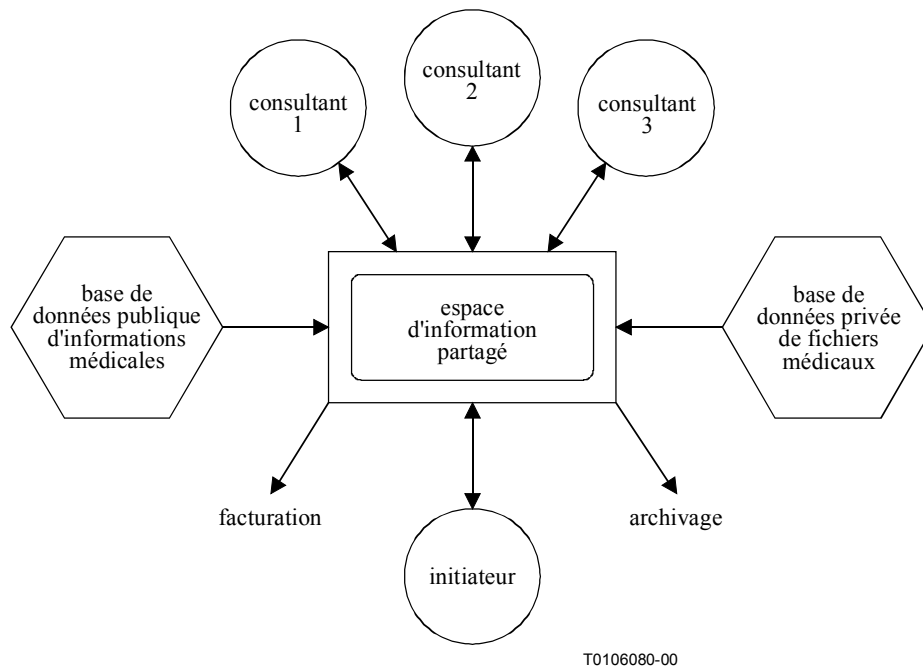 consultant
1
consultant
2
consultant
3
base de
données publique
d'informations
médicales
espace
d'information
partagé
base de
données privée
de fichiers
médicaux
facturation
archivage
initiateur
T0106080-00